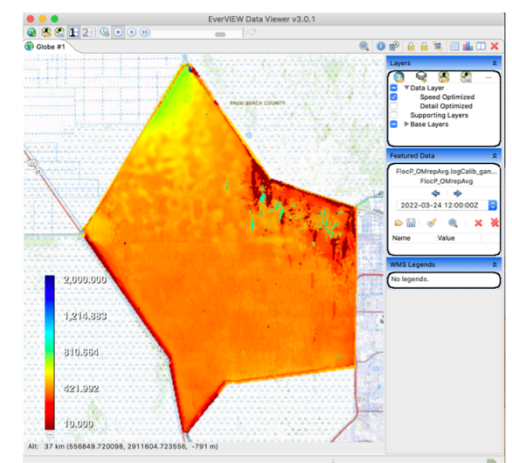 EverVIEW Data Viewer v3.0.1
Globe #1
PALM BEACH COUNTY
2,000.000
1,214.883
810.664
421.992
10.000
Alt: 37 km (556849.720098, 2911604.723556, -791 m)
Layers
...
Data Layer
Speed Optimized
Detail Optimized
Supporting Layers
Base Layers
Featured Data
FlocP_OMrepAvg.logCalib_gan...
FlocP_OMrepAvg
2022-03-24 12:00:00Z
Name Value
WMS Legends
No legends.